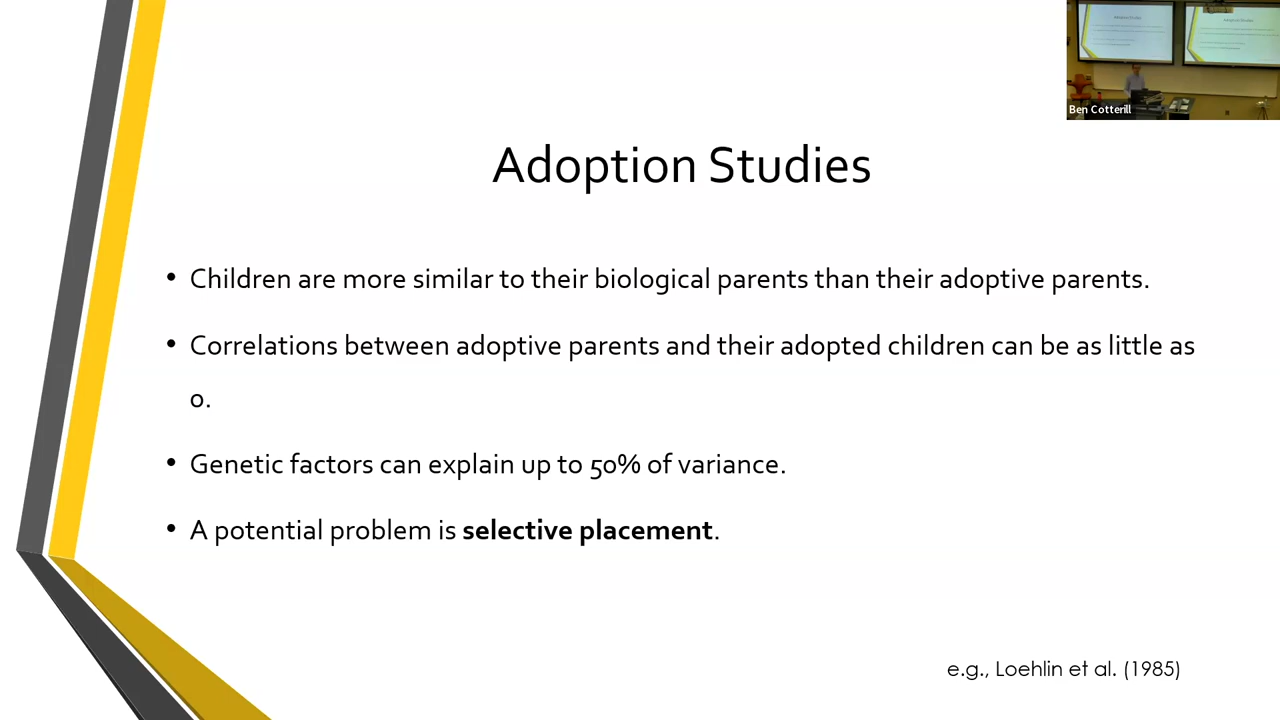 Ben Cotterill
Adoption Studies
• Children are more similar to their biological parents than their adoptive parents.
• Correlations between adoptive parents and their adopted children can be as little as
0.
• Genetic factors can explain up to 50% of variance.
• A potential problem is selective placement.
e.g., Loehlin et al. (1985)